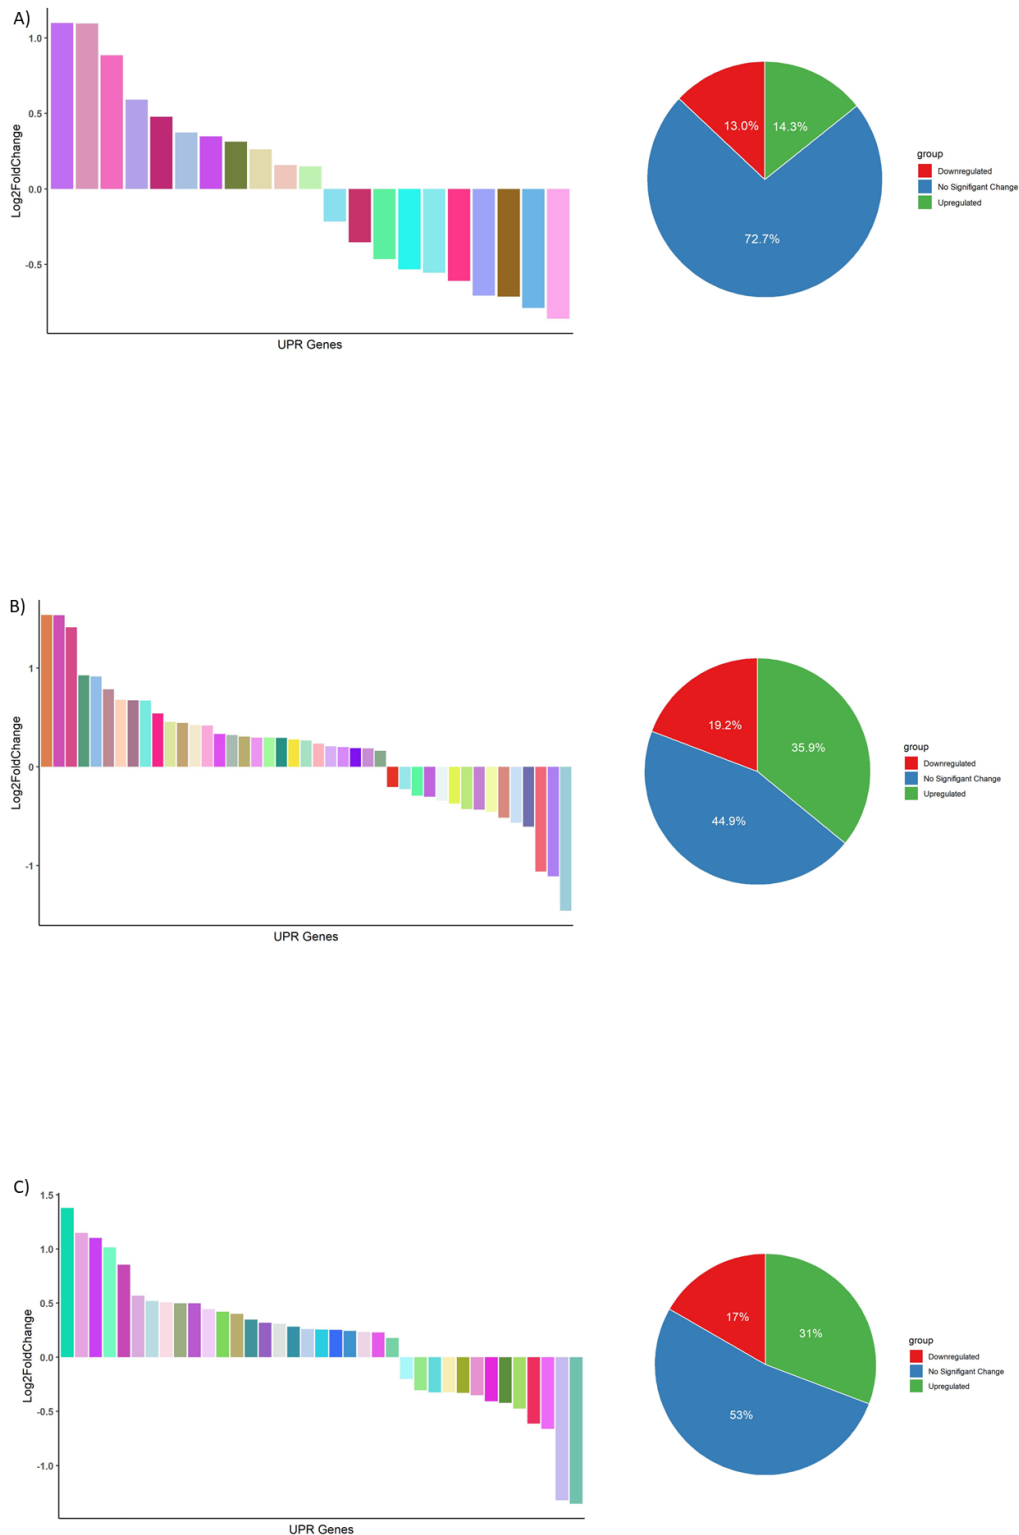 A)
1.0
0.5
0.0
-0.5
Log2FoldChange
UPR Genes
13.0%
14.3%
72.7%
group
Downregulated
No Signifigant Change
Upregulated
B)
1
0
-1
Log2FoldChange
UPR Genes
19.2%
35.9%
44.9%
group
Downregulated
No Signifigant Change
Upregulated
C)
1.5
1.0
0.5
0.0
-0.5
-1.0
Log2FoldChange
UPR Genes
17%
31%
53%
group
Downregulated
No Signifigant Change
Upregulated